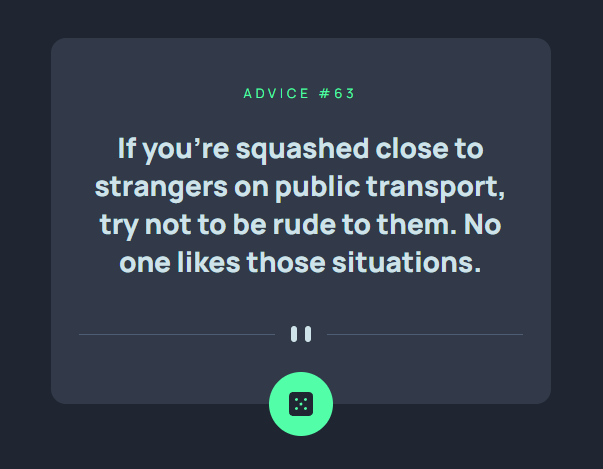 ADVICE #63
If you’re squashed close to
strangers on public transport,
try not to be rude to them. No
one likes those situations.